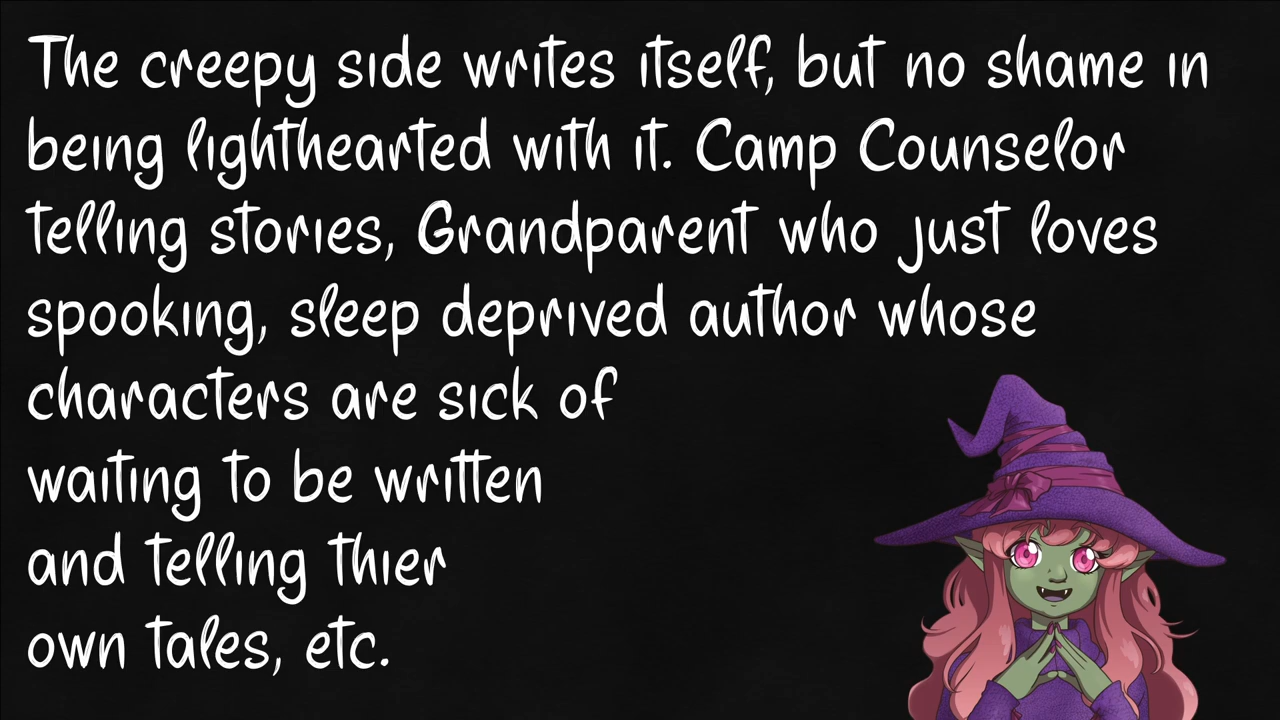 The creepy side writes itself, but no shame in
being lighthearted with it. Camp Counselor
telling stories, Grandparent who just loves
spooking, sleep deprived author whose
characters are sick of
waiting to be written
and telling thier
own tales, etc.